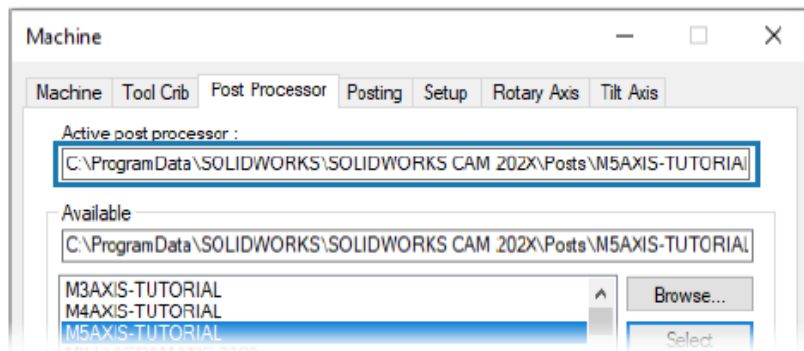 Machine
Machine Tool Crib Post Processor Posting Setup Rotary Axis Tilt Axis
Active post processor :
C:\ProgramData\SOLIDWORKS\SOLIDWORKS CAM 202X\Posts\M5AXIS-TUTORIAL
Available
C:\ProgramData\SOLIDWORKS\SOLIDWORKS CAM 202X\Posts\M5AXIS-TUTORIAL
M3AXIS-TUTORIAL
Browse...
M4AXIS-TUTORIAL
M5AXIS-TUTORIAL
Select